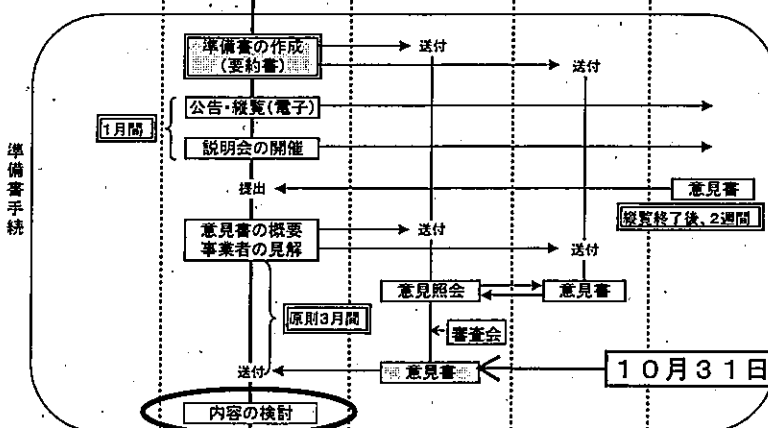 準備書手続
準備書の作成
(要約書)
送付
送付
公告・縦覧(電子)
1月間
説明会の開催
提出
意見書
縦覧終了後、2週間
意見書の概要
事業者の見解
送付
送付
意見照会
意見書
原則3月間
審査会
送付
意見書
10月31日
内容の検討